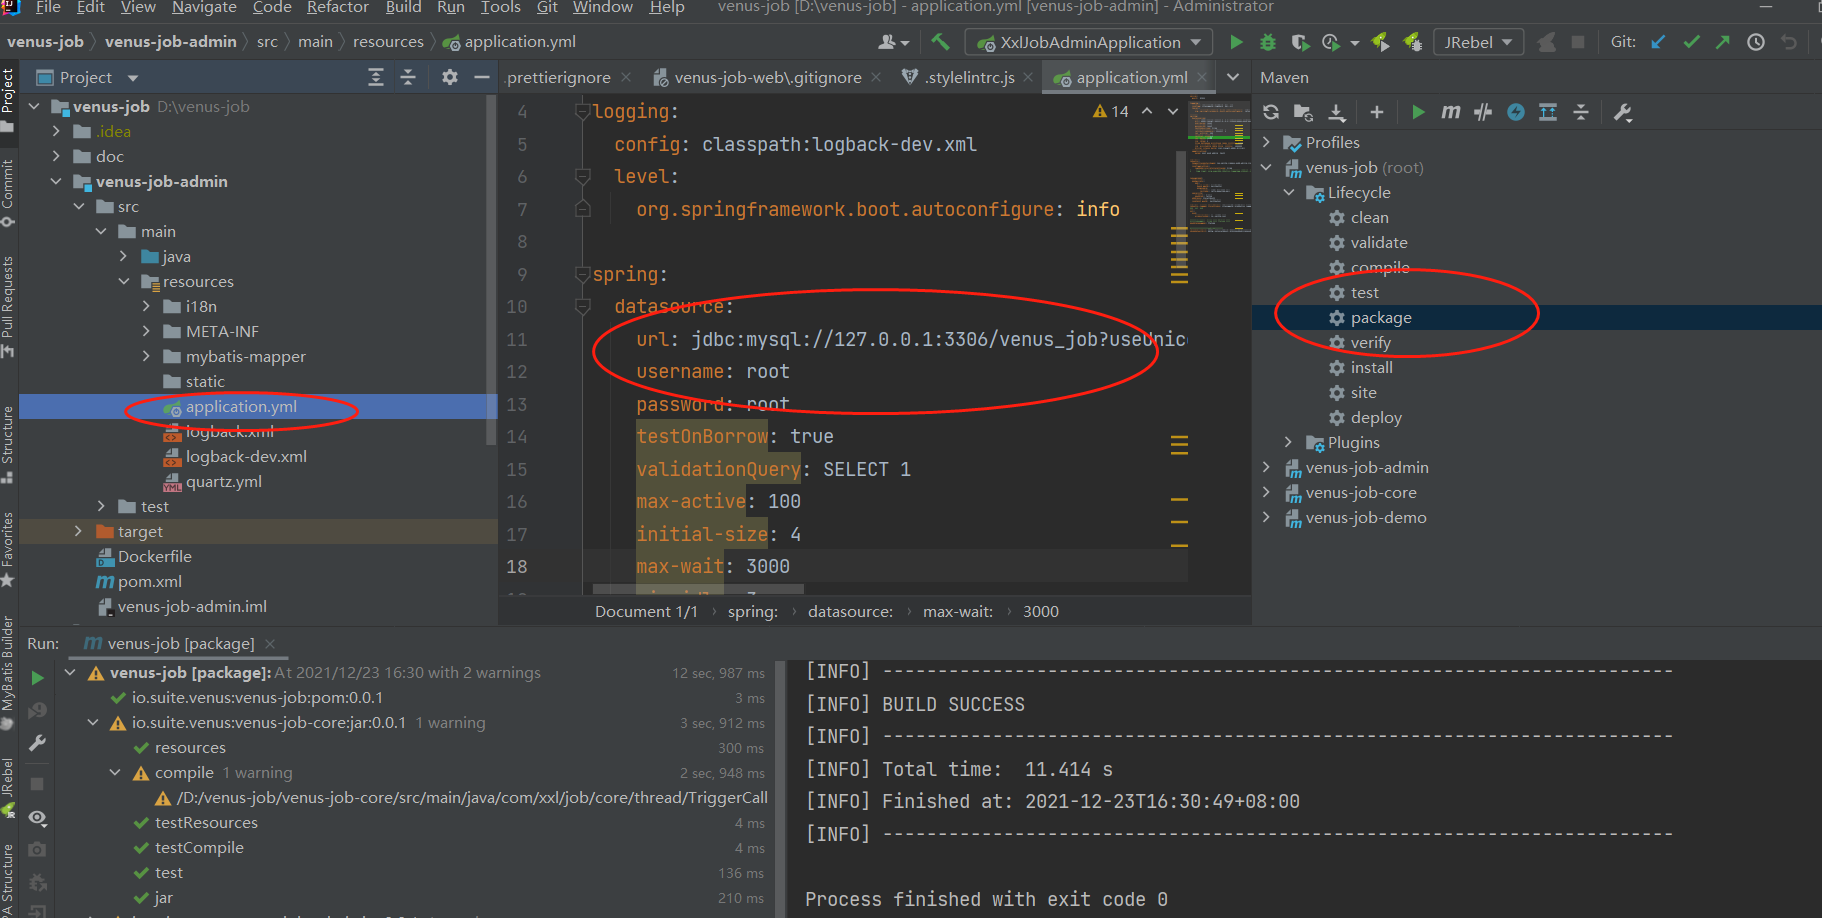 File Edit View Navigate Code Refactor Build Run Tools Git Window Help venus-job [D:\venus-job] - application.yml [venus-job-admin] - Administrator
venus-job venus-job-admin src main resources application.yml XxlJobAdminApplication JRebel Git:
Project
.prettierignore venus-job-web\.gitignore .stylelintrc.js application.yml
Maven
Project
Commit
Pull Requests
Structure
Favorites
MyBatis Builder
JRebel
PA Structure
venus-job D:\venus-job
.idea
doc
venus-job-admin
src
main
java
resources
i18n
META-INF
mybatis-mapper
static
application.yml
logback.xml
logback-dev.xml
quartz.yml
test
target
Dockerfile
pom.xml
venus-job-admin.iml
14
4 logging:
5 config: classpath:logback-dev.xml
6 level:
7 org.springframework.boot.autoconfigure: info
8
9 spring:
10 datasource:
11 url: jdbc:mysql://127.0.0.1:3306/venus_job?useUnic
12 username: root
13 password: root
14 testOnBorrow: true
15 validationQuery: SELECT 1
16 max-active: 100
17 initial-size: 4
18 max-wait: 3000
Document 1/1 spring: datasource: max-wait: 3000
Profiles
venus-job (root)
Lifecycle
clean
validate
compile
test
package
verify
install
site
deploy
Plugins
venus-job-admin
venus-job-core
venus-job-demo
Run: venus-job [package]
venus-job [package]: At 2021/12/23 16:30 with 2 warnings 12 sec, 987 ms
io.suite.venus:venus-job:pom:0.0.1 3 ms
io.suite.venus:venus-job-core:jar:0.0.1 1 warning 3 sec, 912 ms
resources 300 ms
compile 1 warning 2 sec, 948 ms
/D:/venus-job/venus-job-core/src/main/java/com/xxl/job/core/thread/TriggerCall
testResources 4 ms
testCompile 4 ms
test 136 ms
jar 210 ms
[INFO] ------------------------------------------------------------------------
[INFO] BUILD SUCCESS
[INFO] ------------------------------------------------------------------------
[INFO] Total time:  11.414 s
[INFO] Finished at: 2021-12-23T16:30:49+08:00
[INFO] ------------------------------------------------------------------------
Process finished with exit code 0